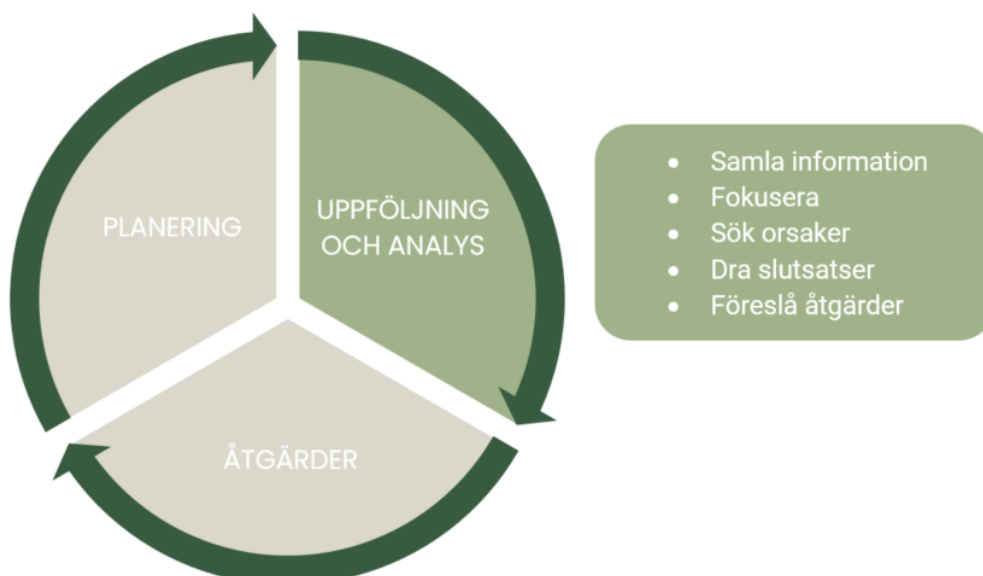 PLANERING
UPPFÖLJNING
OCH ANALYS
ÅTGÄRDER
• Samla information
• Fokusera
• Sök orsaker
• Dra slutsatser
• Föreslå åtgärder